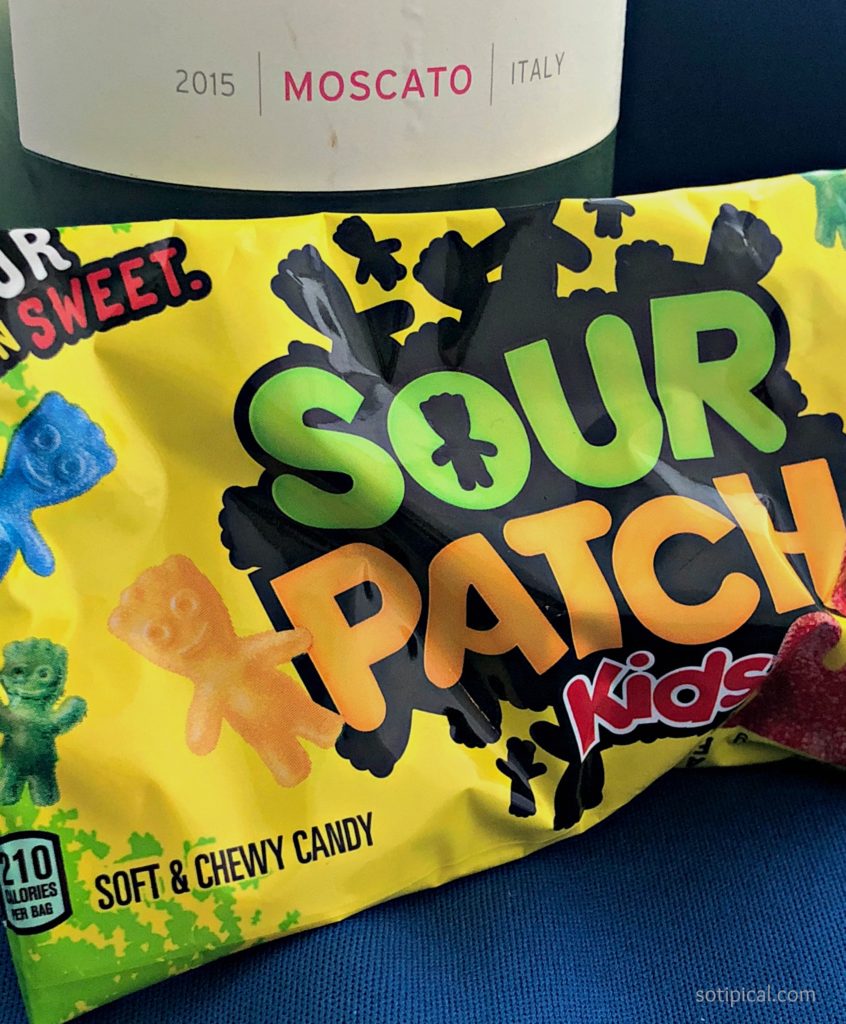 2015 | MOSCATO | ITALY
SWEET.
SOUR
PATCH
Kids
SOFT & CHEWY CANDY
210
CALORIES
PER BAG
sotipical.com